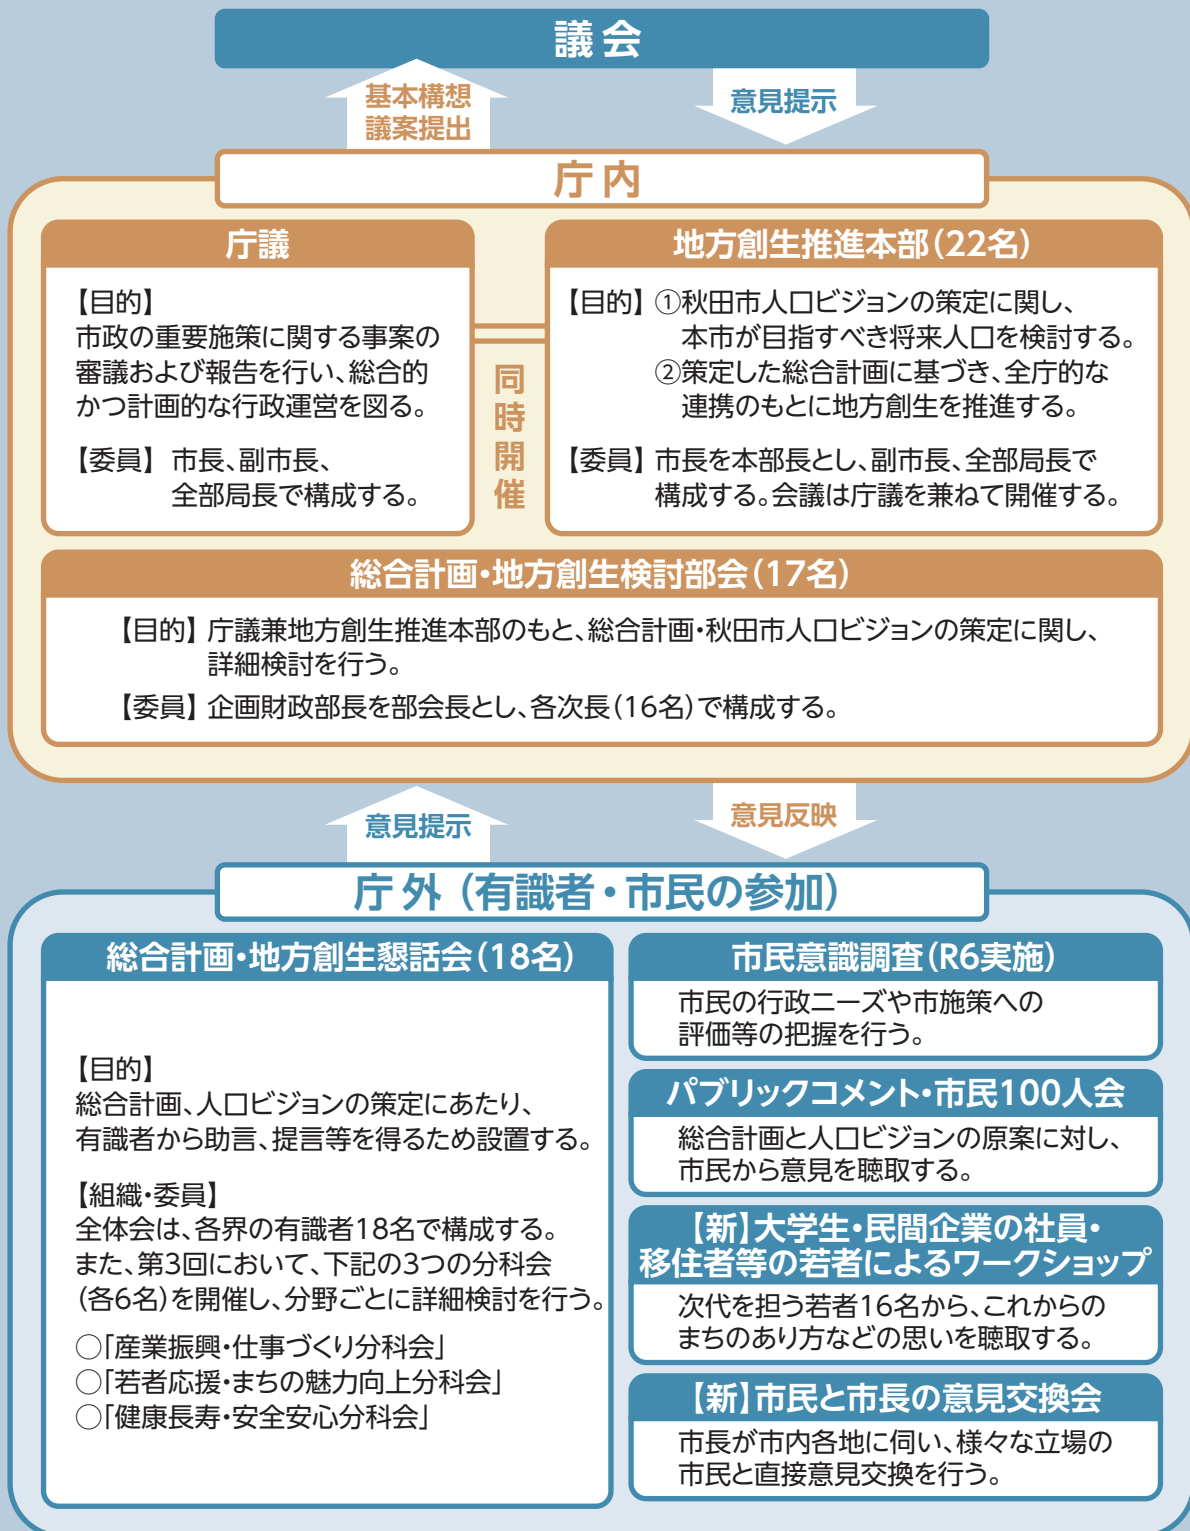 議会
基本構想
議案提出
意見提示
庁内
庁議
【目的】
市政の重要施策に関する事案の
審議および報告を行い、総合的
かつ計画的な行政運営を図る。
【委員】 市長、副市長、
全部局長で構成する。
同時開催
地方創生推進本部(22名)
【目的】 ①秋田市人口ビジョンの策定に関し、
本市が目指すべき将来人口を検討する。
②策定した総合計画に基づき、全庁的な
連携のもとに地方創生を推進する。
【委員】 市長を本部長とし、副市長、全部局長で
構成する。会議は庁議を兼ねて開催する。
総合計画・地方創生検討部会(17名)
【目的】 庁議兼地方創生推進本部のもと、総合計画・秋田市人口ビジョンの策定に関し、
詳細検討を行う。
【委員】 企画財政部長を部会長とし、各次長(16名)で構成する。
意見提示
意見反映
庁外(有識者・市民の参加)
総合計画・地方創生懇話会(18名)
【目的】
総合計画、人口ビジョンの策定にあたり、
有識者から助言、提言等を得るため設置する。
【組織・委員】
全体会は、各界の有識者18名で構成する。
また、第3回において、下記の3つの分科会
(各6名)を開催し、分野ごとに詳細検討を行う。
○「産業振興・仕事づくり分科会」
○「若者応援・まちの魅力向上分科会」
○「健康長寿・安全安心分科会」
市民意識調査(R6実施)
市民の行政ニーズや市施策への
評価等の把握を行う。
パブリックコメント・市民100人会
総合計画と人口ビジョンの原案に対し、
市民から意見を聴取する。
【新】大学生・民間企業の社員・
移住者等の若者によるワークショップ
次代を担う若者16名から、これからの
まちのあり方などの思いを聴取する。
【新】市民と市長の意見交換会
市長が市内各地に伺い、様々な立場の
市民と直接意見交換を行う。